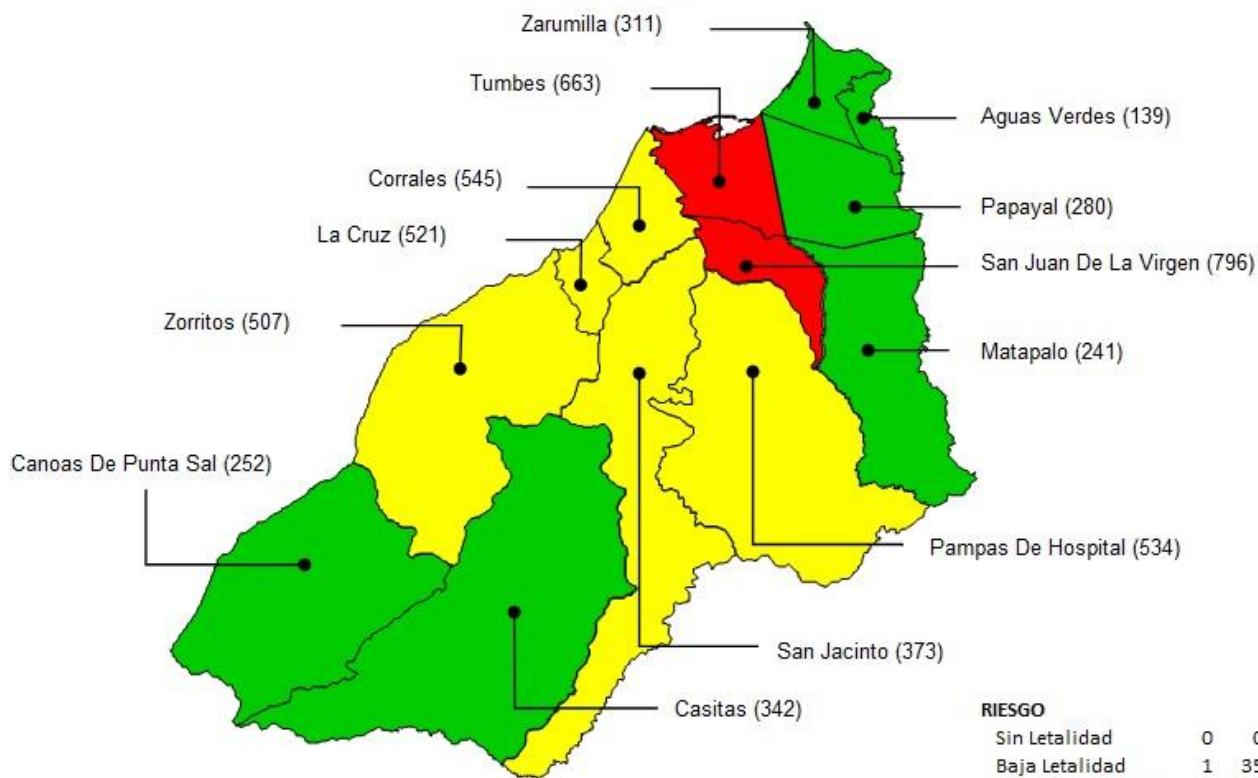 Zarumilla (311)
Tumbes (663)
Aguas Verdes (139)
Corrales (545)
Papayal (280)
La Cruz (521)
San Juan De La Virgen (796)
Zorritos (507)
Matapalo (241)
Canoas De Punta Sal (252)
Pampas De Hospital (534)
San Jacinto (373)
Casitas (342)
RIESGO
Sin Letalidad 0
Baja Letalidad 1